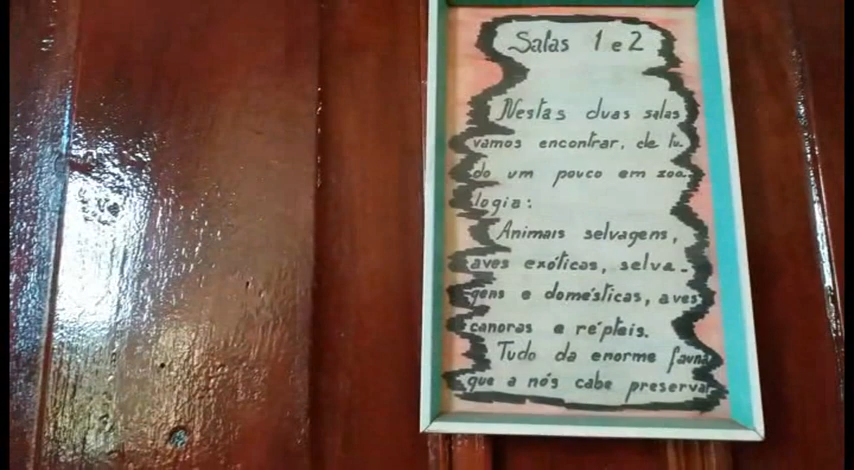 Salas 1 e 2
Nestas duas salas
vamos encontrar, de tu-
do um pouco em zoo-
logia:
Animais selvagens,
aves exóticas, selva-
gens e domésticas, aves
canoras e répteis.
Tudo da enorme fauna
que a nós cabe preservar